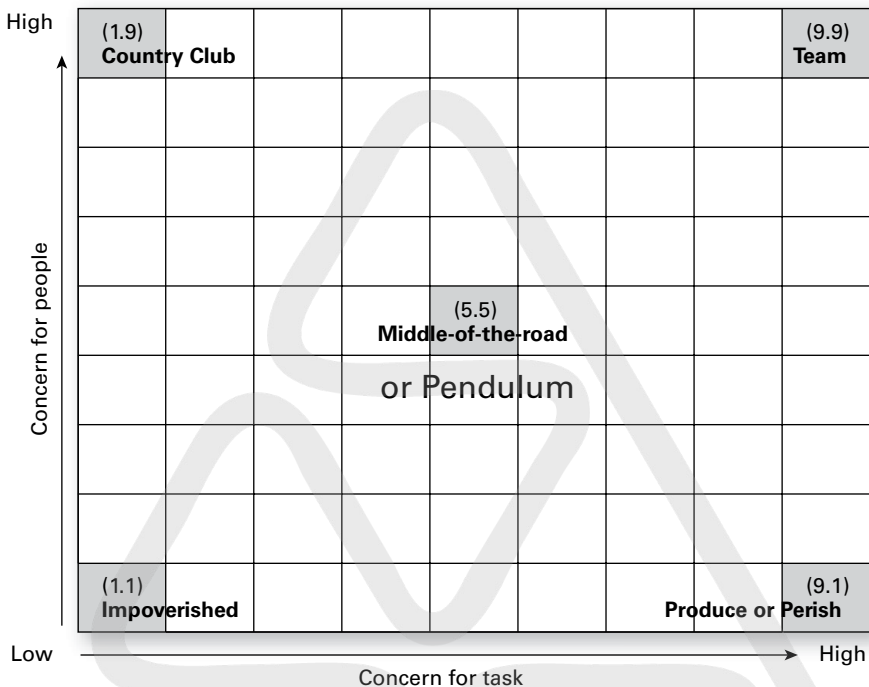 High
(1.9)
Country Club
(9.9)
Team
Concern for people
(5.5)
Middle-of-the-road
or Pendulum
(1.1)
Impoverished
(9.1)
Produce or Perish
Low
High
Concern for task